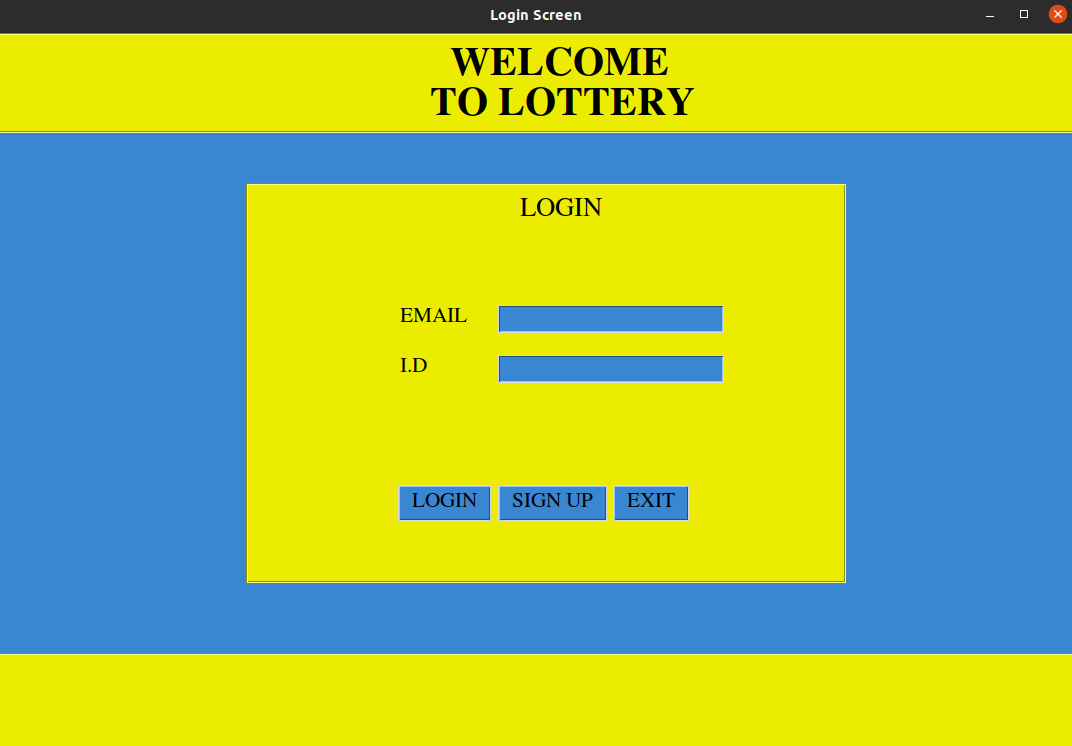 Login Screen
WELCOME
TO LOTTERY
LOGIN
EMAIL
I.D
LOGIN SIGN UP EXIT